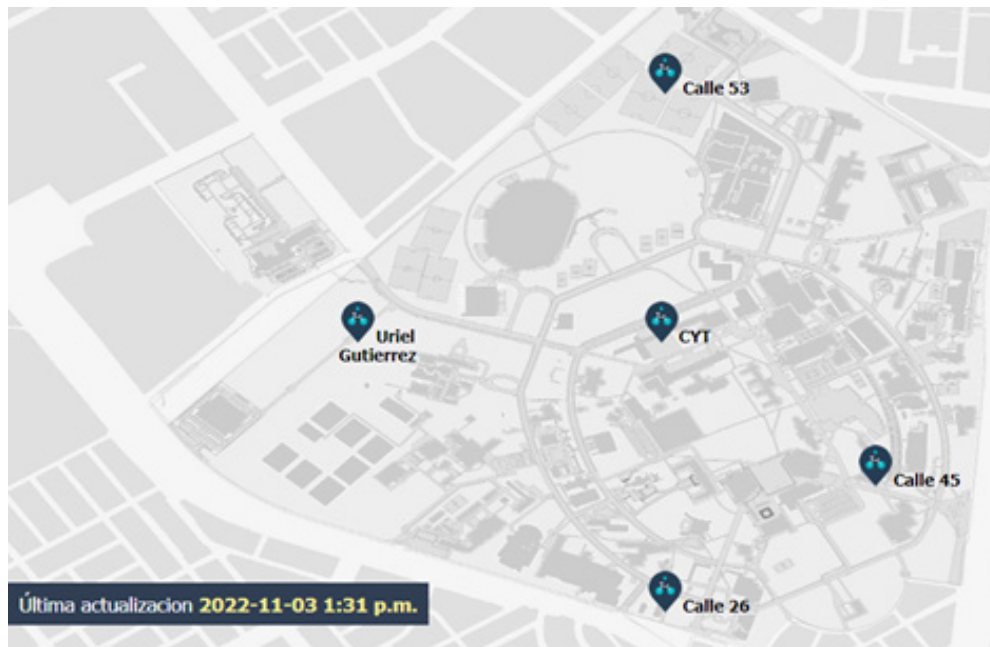 Calle 53
Uriel
Gutierrez
CYT
Calle 45
Calle 26
Última actualizacion 2022-11-03 1:31 p.m.